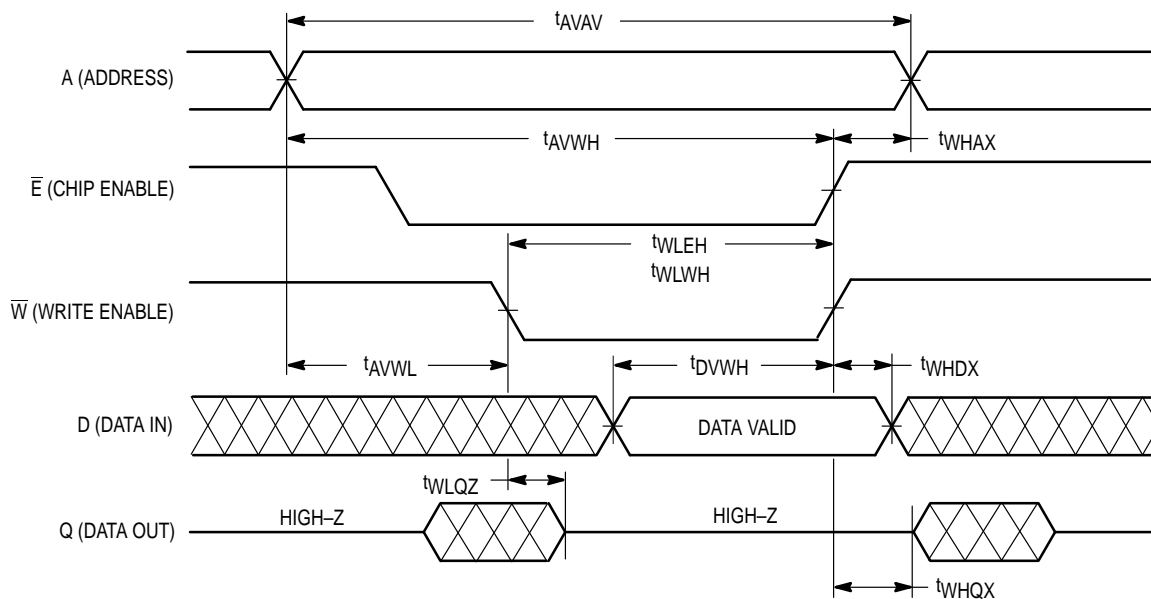 tAVAV
A (ADDRESS)
tAVWH
tWHAX
E̅ (CHIP ENABLE)
tWLEH
tWLWH
W̅ (WRITE ENABLE)
tAVWL
tDVWH
tWHDX
D (DATA IN)
DATA VALID
tWLQZ
HIGH–Z
HIGH–Z
Q (DATA OUT)
tWHQX